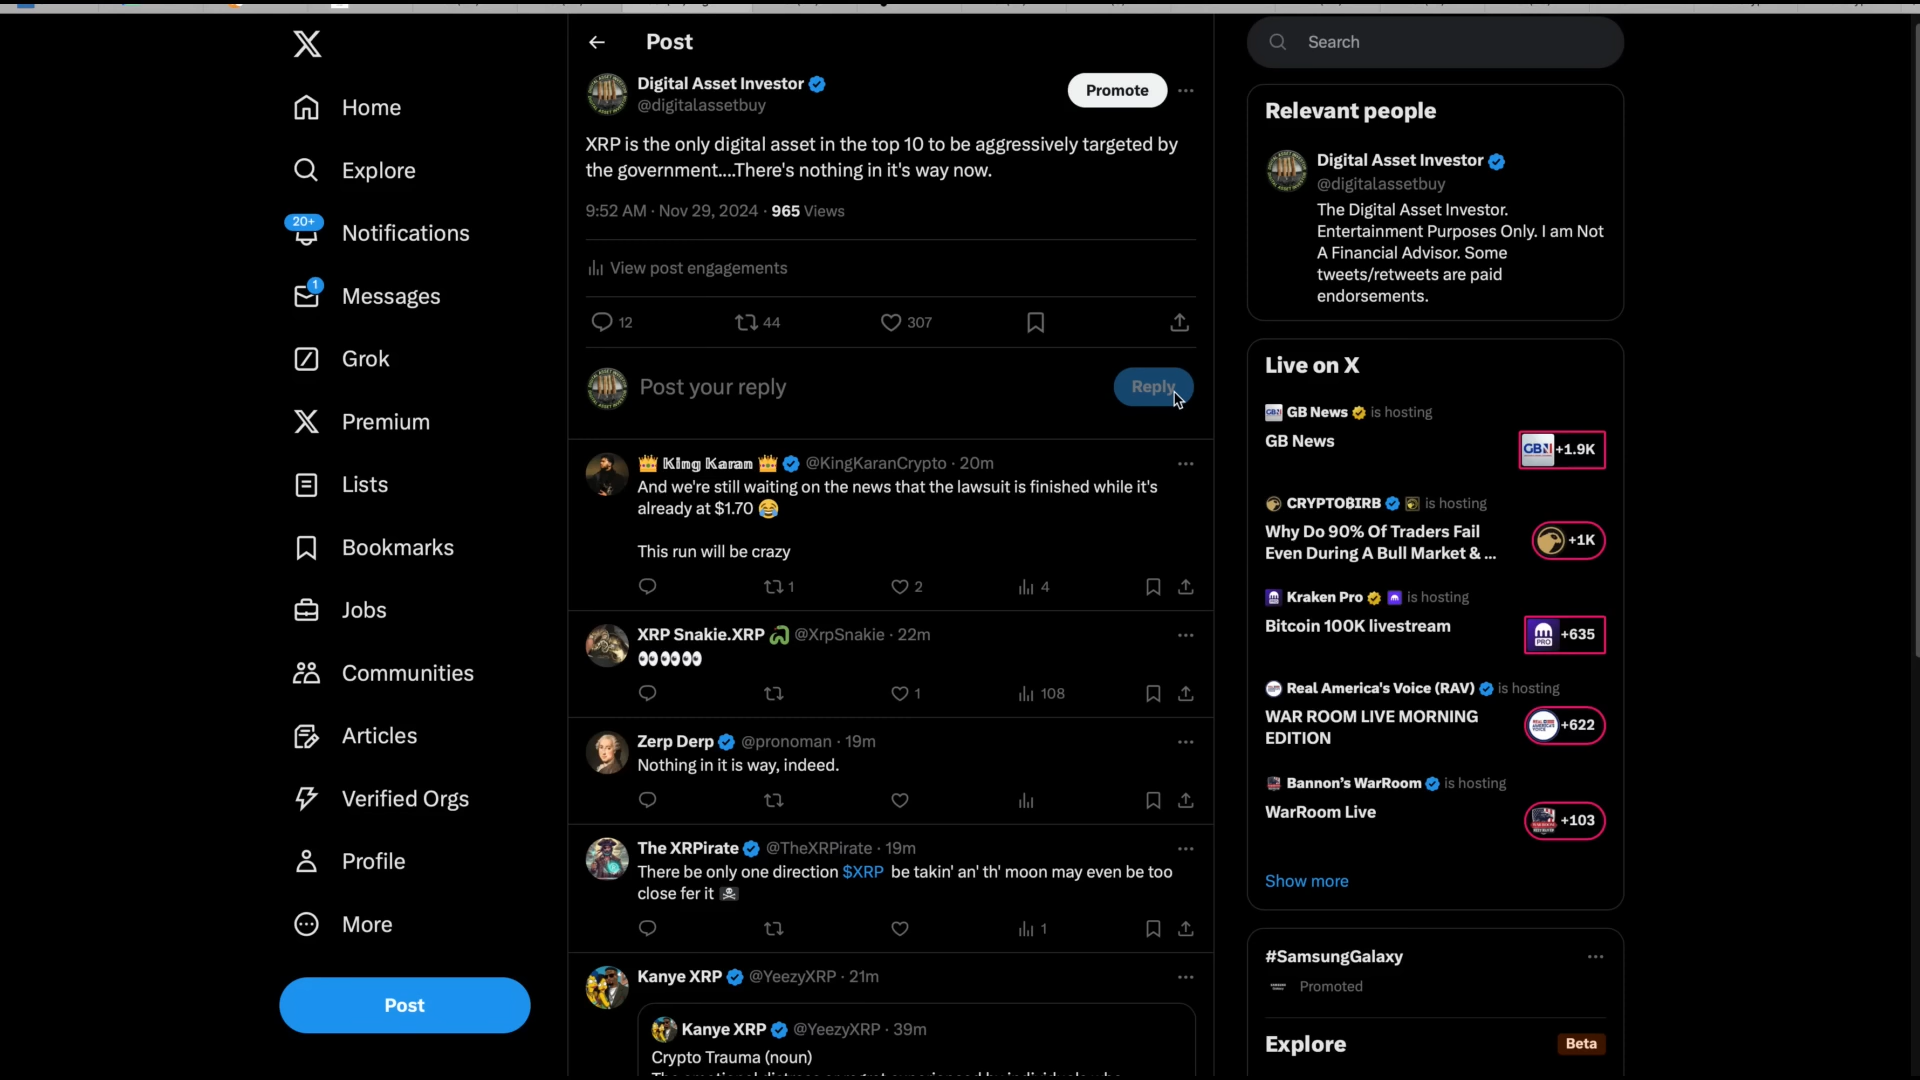 Home
Explore
20+
Notifications
1
Messages
Grok
Premium
Lists
Bookmarks
Jobs
Communities
Articles
Verified Orgs
Profile
More
Post
Post
Digital Asset Investor
@digitalassetbuy
Promote
XRP is the only digital asset in the top 10 to be aggressively targeted by
the government....There's nothing in it's way now.
9:52 AM · Nov 29, 2024 · 965 Views
View post engagements
12
44
307
Post your reply
Reply
👑 𝕂𝕚𝕟𝕘 𝕂𝕒𝕣𝕒𝕟 👑 @KingKaranCrypto · 20m
And we're still waiting on the news that the lawsuit is finished while it's
already at $1.70 😂
This run will be crazy
1
2
4
XRP Snakie.XRP @XrpSnakie · 22m
👀👀👀
1
108
Zerp Derp @pronoman · 19m
Nothing in it is way, indeed.
The XRPirate @TheXRPirate · 19m
There be only one direction $XRP be takin' an' th' moon may even be too
close fer it ☠
1
Kanye XRP @YeezyXRP · 21m
Kanye XRP @YeezyXRP · 39m
Crypto Trauma (noun)
Search
Relevant people
Digital Asset Investor
@digitalassetbuy
The Digital Asset Investor.
Entertainment Purposes Only. I am Not
A Financial Advisor. Some
tweets/retweets are paid
endorsements.
Live on X
GB News is hosting
GB News
GBN +1.9K
CRYPTO₿IRB is hosting
Why Do 90% Of Traders Fail
Even During A Bull Market & ...
+1K
Kraken Pro is hosting
Bitcoin 100K livestream
PRO +635
Real America's Voice (RAV) is hosting
WAR ROOM LIVE MORNING
EDITION
+622
Bannon's WarRoom is hosting
WarRoom Live
+103
Show more
#SamsungGalaxy
Promoted
Explore
Beta